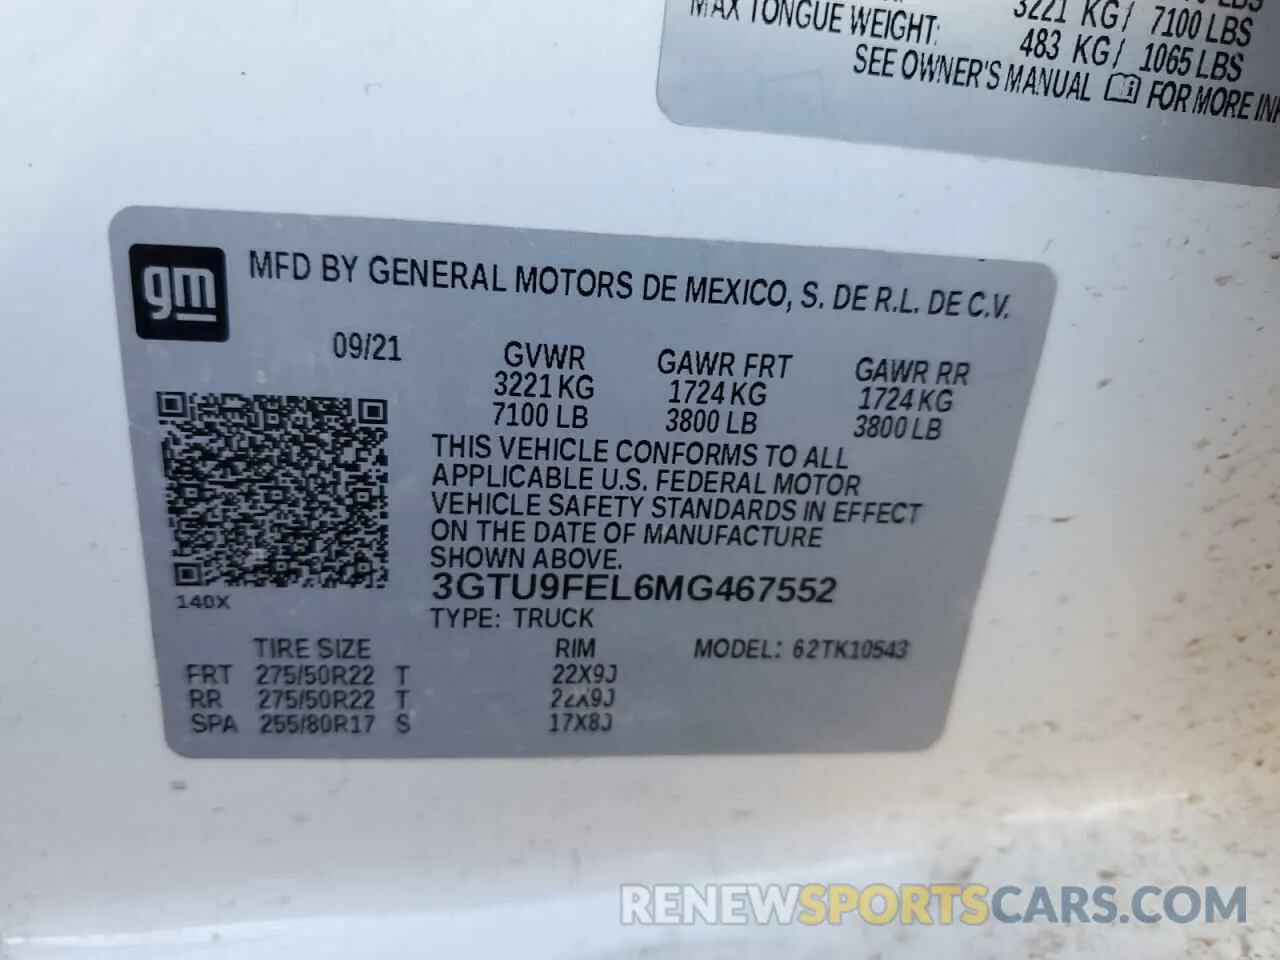 3221 KG/ 7100 LBS
MAX TONGUE WEIGHT: 483 KG/ 1065 LBS
SEE OWNER'S MANUAL FOR MORE
gm
MFD BY GENERAL MOTORS DE MEXICO, S. DE R.L. DE C.V.
09/21
GVWR GAWR FRT GAWR RR
3221 KG 1724 KG 1724 KG
7100 LB 3800 LB 3800 LB
THIS VEHICLE CONFORMS TO ALL
APPLICABLE U.S. FEDERAL MOTOR
VEHICLE SAFETY STANDARDS IN EFFECT
ON THE DATE OF MANUFACTURE
SHOWN ABOVE.
3GTU9FEL6MG467552
140X
TYPE: TRUCK
TIRE SIZE RIM MODEL: 62TK10543
FRT 275/50R22 T 22X9J
RR 275/50R22 T 22X9J
SPA 255/80R17 S 17X8J
RENEWSPORTSCARS.COM